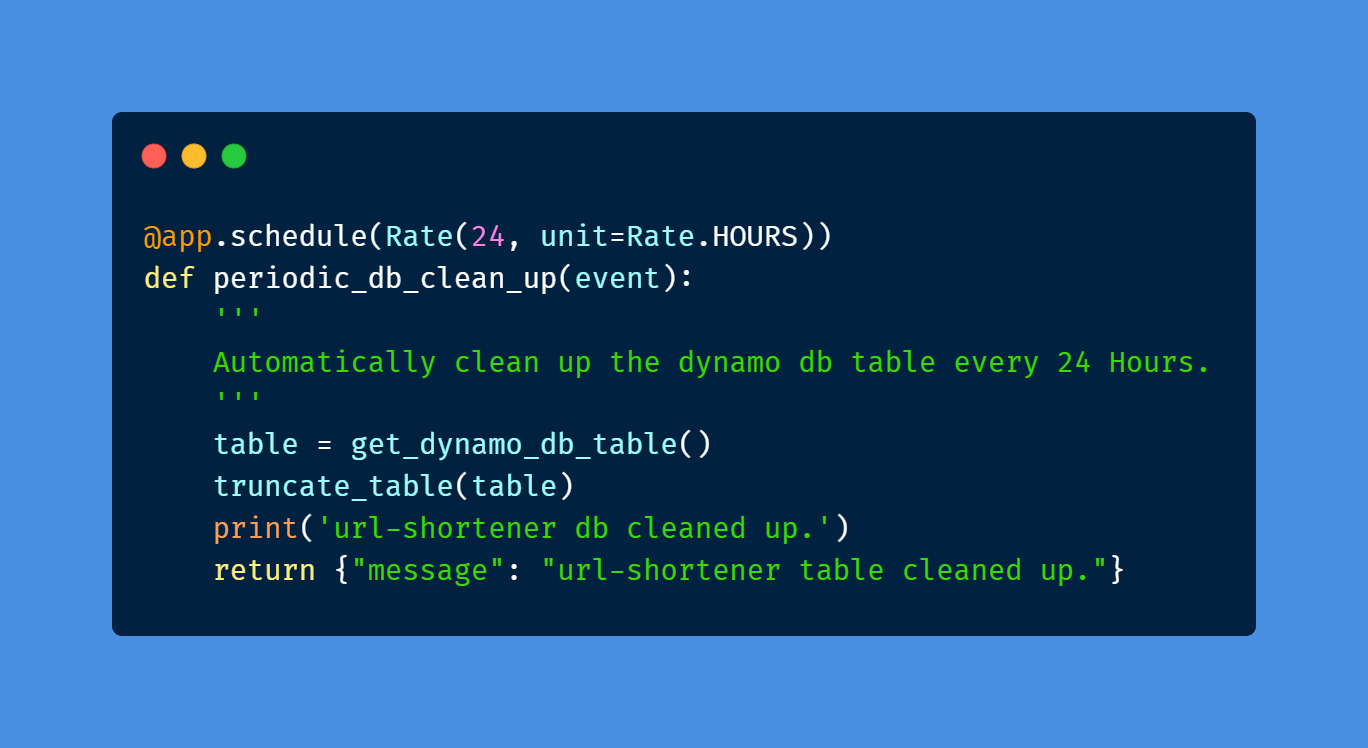 @app.schedule(Rate(24, unit=Rate.HOURS))
def periodic_db_clean_up(event):
    '''
    Automatically clean up the dynamo db table every 24 Hours.
    '''
    table = get_dynamo_db_table()
    truncate_table(table)
    print('url-shortener db cleaned up.')
    return {"message": "url-shortener table cleaned up."}